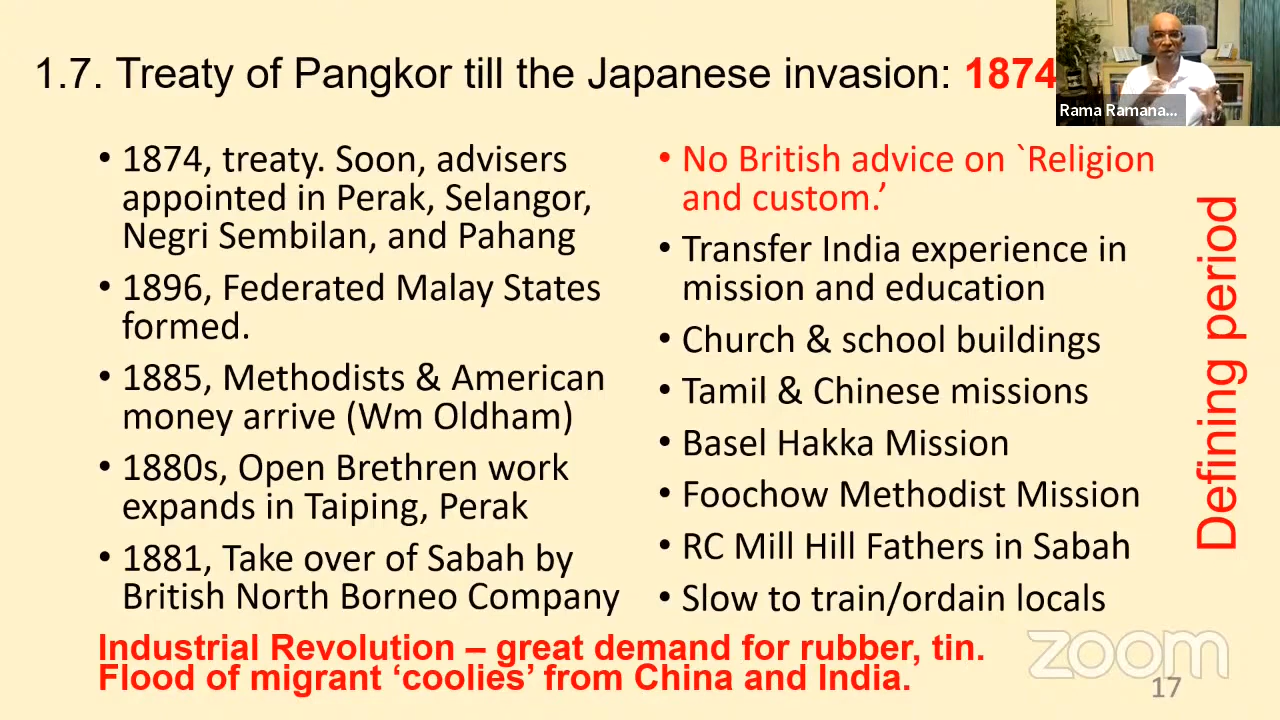 1.7. Treaty of Pangkor till the Japanese invasion: 1874
Rama Ramana...
• 1874, treaty. Soon, advisers
appointed in Perak, Selangor,
Negri Sembilan, and Pahang
• 1896, Federated Malay States
formed.
• 1885, Methodists & American
money arrive (Wm Oldham)
• 1880s, Open Brethren work
expands in Taiping, Perak
• 1881, Take over of Sabah by
British North Borneo Company
• No British advice on `Religion
and custom.’
• Transfer India experience in
mission and education
• Church & school buildings
• Tamil & Chinese missions
• Basel Hakka Mission
• Foochow Methodist Mission
• RC Mill Hill Fathers in Sabah
• Slow to train/ordain locals
Defining period
Industrial Revolution – great demand for rubber, tin.
Flood of migrant ‘coolies’ from China and India.
zoom
17